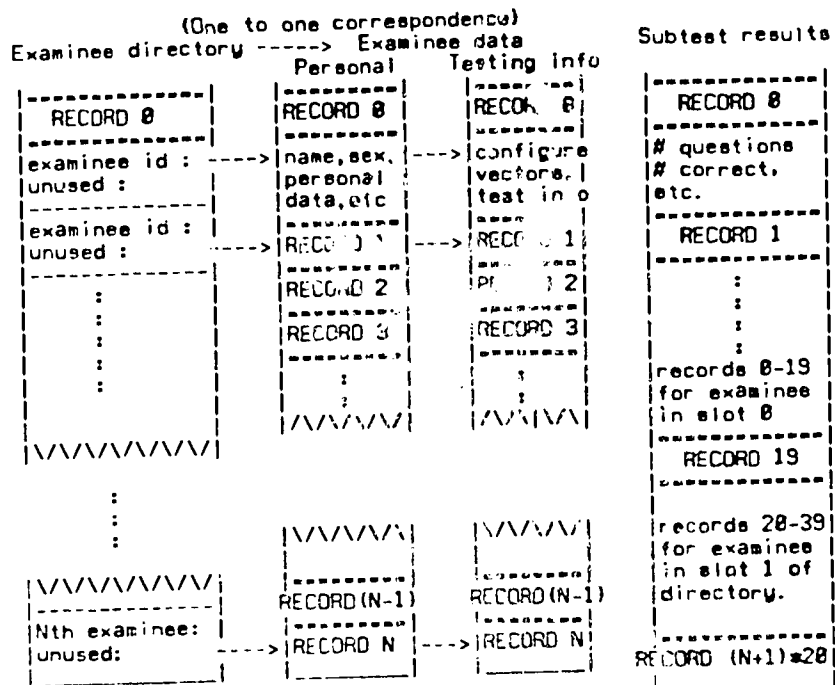 (One to one correspondence)
Examinee directory -----> Examinee data
Personal Testing info
RECORD 0
examinee id :
unused :
examinee id :
unused :
:
:
:
:
:
:
:
:
Nth examinee:
unused:
RECORD 0
name, sex,
personal
data, etc
RECORD 2
RECORD 3
:
:
RECORD (N-1)
RECORD N
0
configure
vectors,
test
1
2
RECORD 3
:
:
RECORD (N-1)
RECORD N
Subtest results
RECORD 0
# questions
# correct,
etc.
RECORD 1
:
:
:
:
records 0-19
for examinee
in slot 0
RECORD 19
records 20-39
for examinee
in slot 1 of
directory.
RECORD (N+1)*20